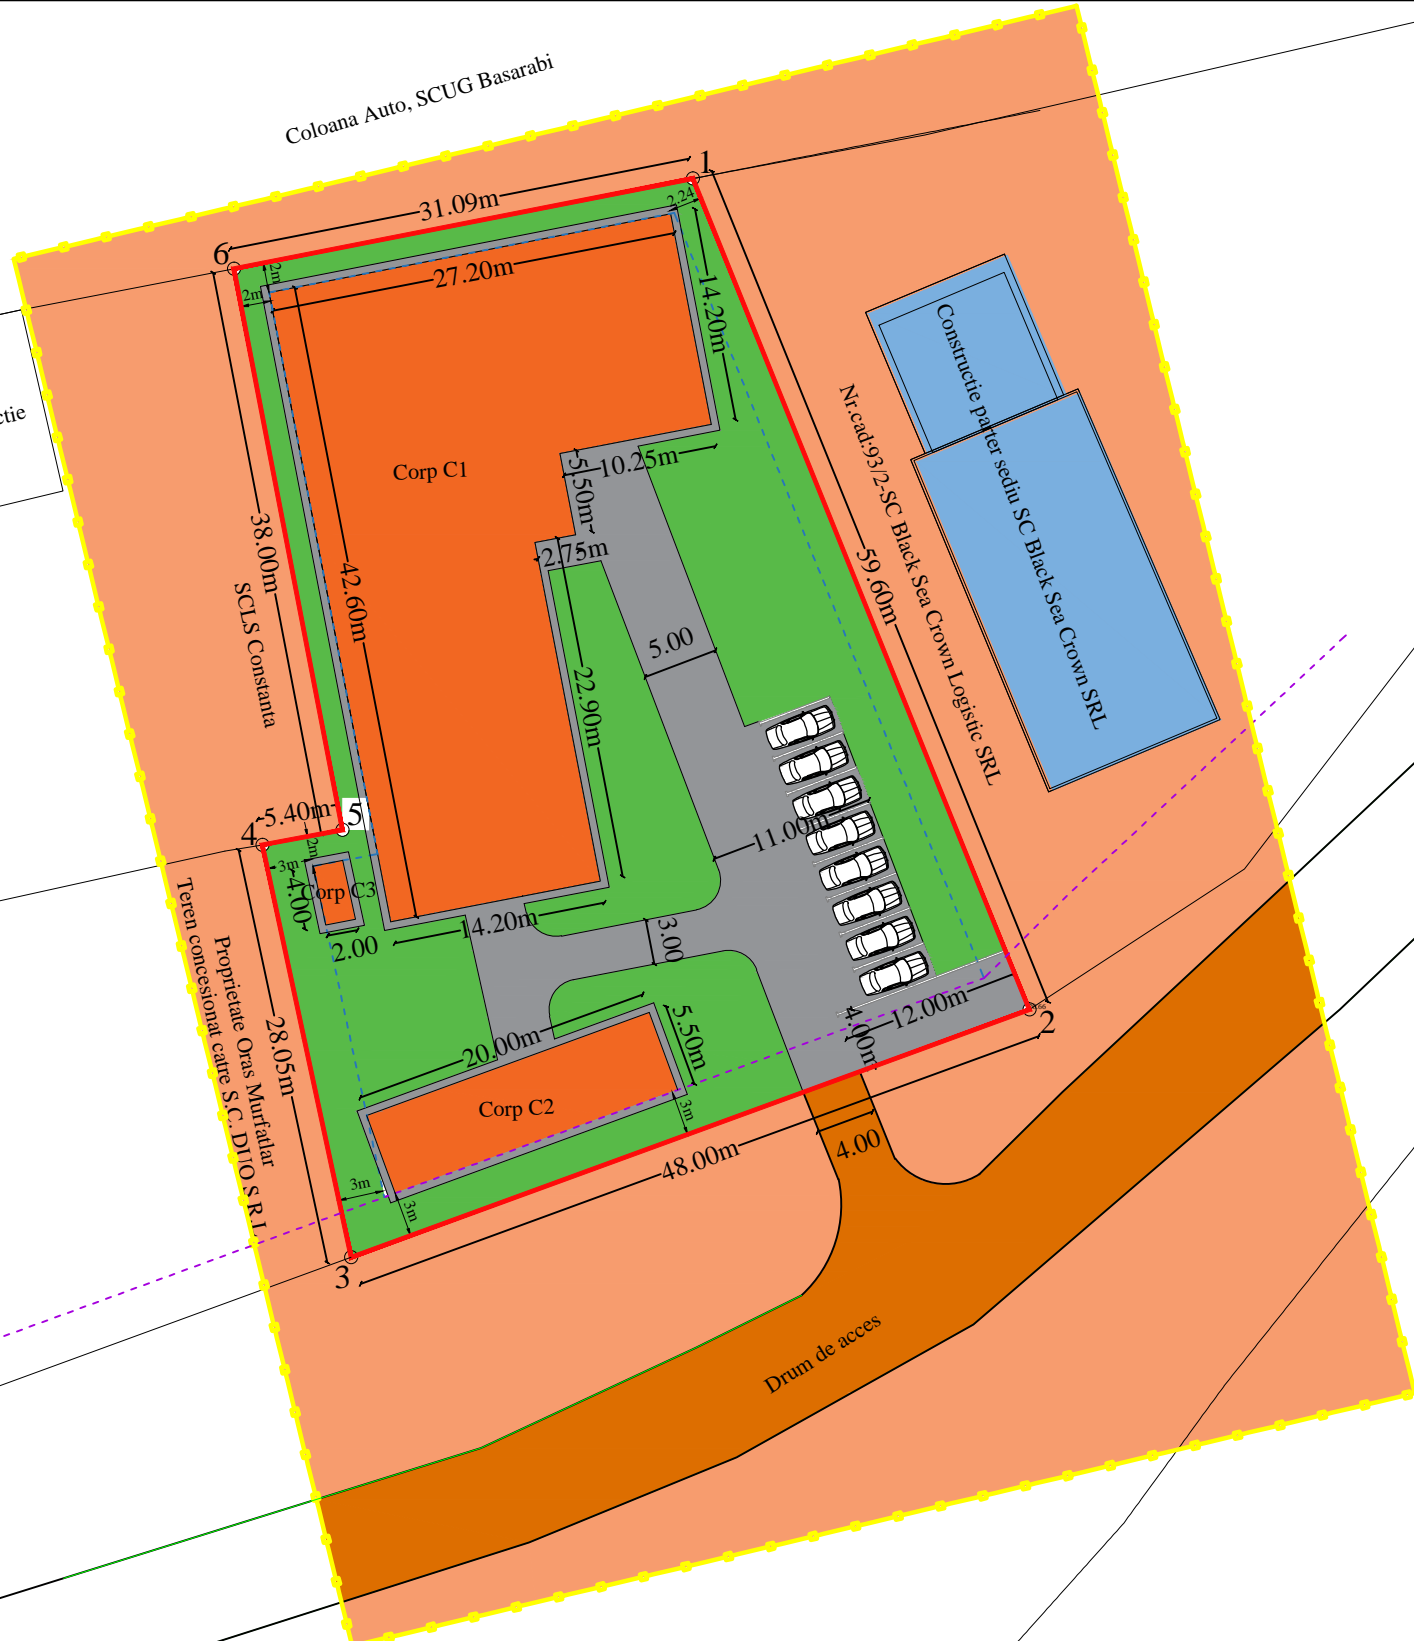 Coloana Auto, SCUG Basarabi
1
31.09m
2.24
6
2m
2m
27.20m
14.20m
Constructie parter sediu SC Black Sea Crown SRL
Nr.cad:93/2-SC Black Sea Crown Logistic SRL
ctie
Corp C1
5.50m
10.25m
38.00m
2.75m
42.60m
59.60m
SCLS Constanta
5.00
22.90m
5.40m
5
4
2m
11.00m
3m
4.00
Corp C3
2.00
14.20m
3.00
Teren concesionat catre S.C. DUO S.R.L
Proprietate Oras Murfatlar
28.05m
20.00m
5.50m
4.00m
12.00m
2
Corp C2
3m
4.00
48.00m
3m
3m
3
Drum de acces